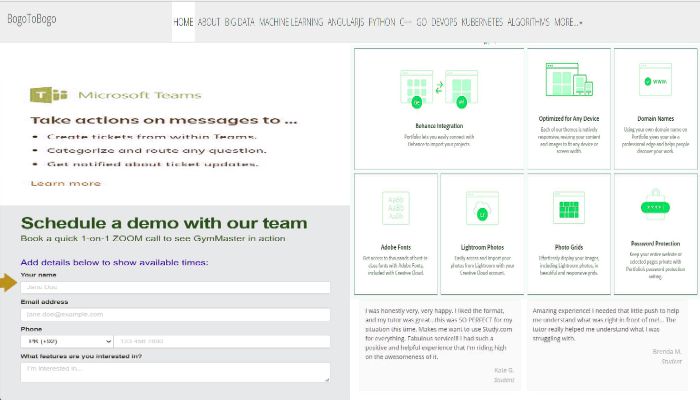 BogoToBogo
HOME ABOUT BIG DATA MACHINE LEARNING ANGULARJS PYTHON C++ GO DEVOPS KUBERNETES ALGORITHMS MORE...
Microsoft Teams
Take actions on messages to ...
• Create tickets from within Teams.
• Categorize and route any question.
• Get notified about ticket updates.
Learn more
Schedule a demo with our team
Book a quick 1-on-1 ZOOM call to see GymMaster in action
Add details below to show available times:
Your name
Jane Doe
Email address
jane.doe@example.com
Phone
PK (+92) 123 456 7890
What features are you interested in?
I'm interested in...
Behance Integration
Portfolio lets you easily connect with
Behance to import your projects.
Optimized for Any Device
Each of our themes is natively
responsive, resizing your content
and images to fit any device or
screen width.
WWW.
Domain Names
Using your own domain name on
Portfolio gives your site a
professional edge and helps people
discover your work.
AaBb
AaBb
AaBb
Adobe Fonts
Get access to thousands of best-in-
class fonts with Adobe Fonts,
included with Creative Cloud.
Lightroom Photos
Easily access and import your
photos from Lightroom with your
Creative Cloud account.
Photo Grids
Effortlessly display your images,
including Lightroom photos, in
beautiful and responsive grids.
Password Protection
Keep your entire website or
selected pages private with
Portfolio's password protection
setting.
I was honestly very, very happy. I liked the format,
and my tutor was great...this was SO PERFECT for my
situation this time. Makes me want to use Study.com
for everything. Fabulous service!!! I had such a
positive and helpful experience that I'm riding high
on the awesomeness of it.
Kate G.
Student
Amazing experience! I needed that little push to help
me understand what was right in front of me!... The
tutor really helped me understand what I was
struggling with.
Brenda M.
Student